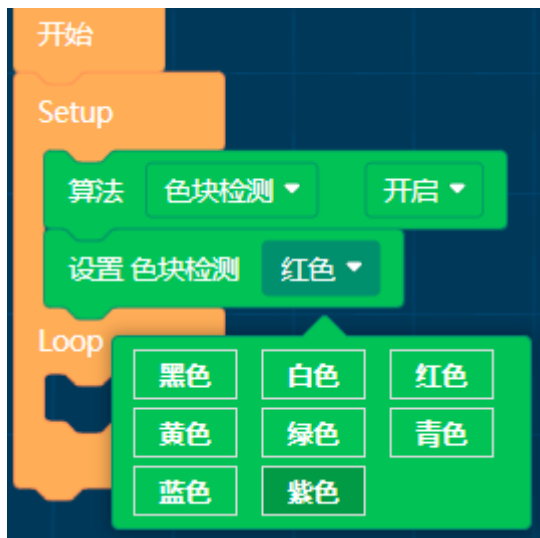 开始
Setup
算法 色块检测 开启
设置 色块检测 红色
Loop
黑色 白色 红色
黄色 绿色 青色
蓝色 紫色